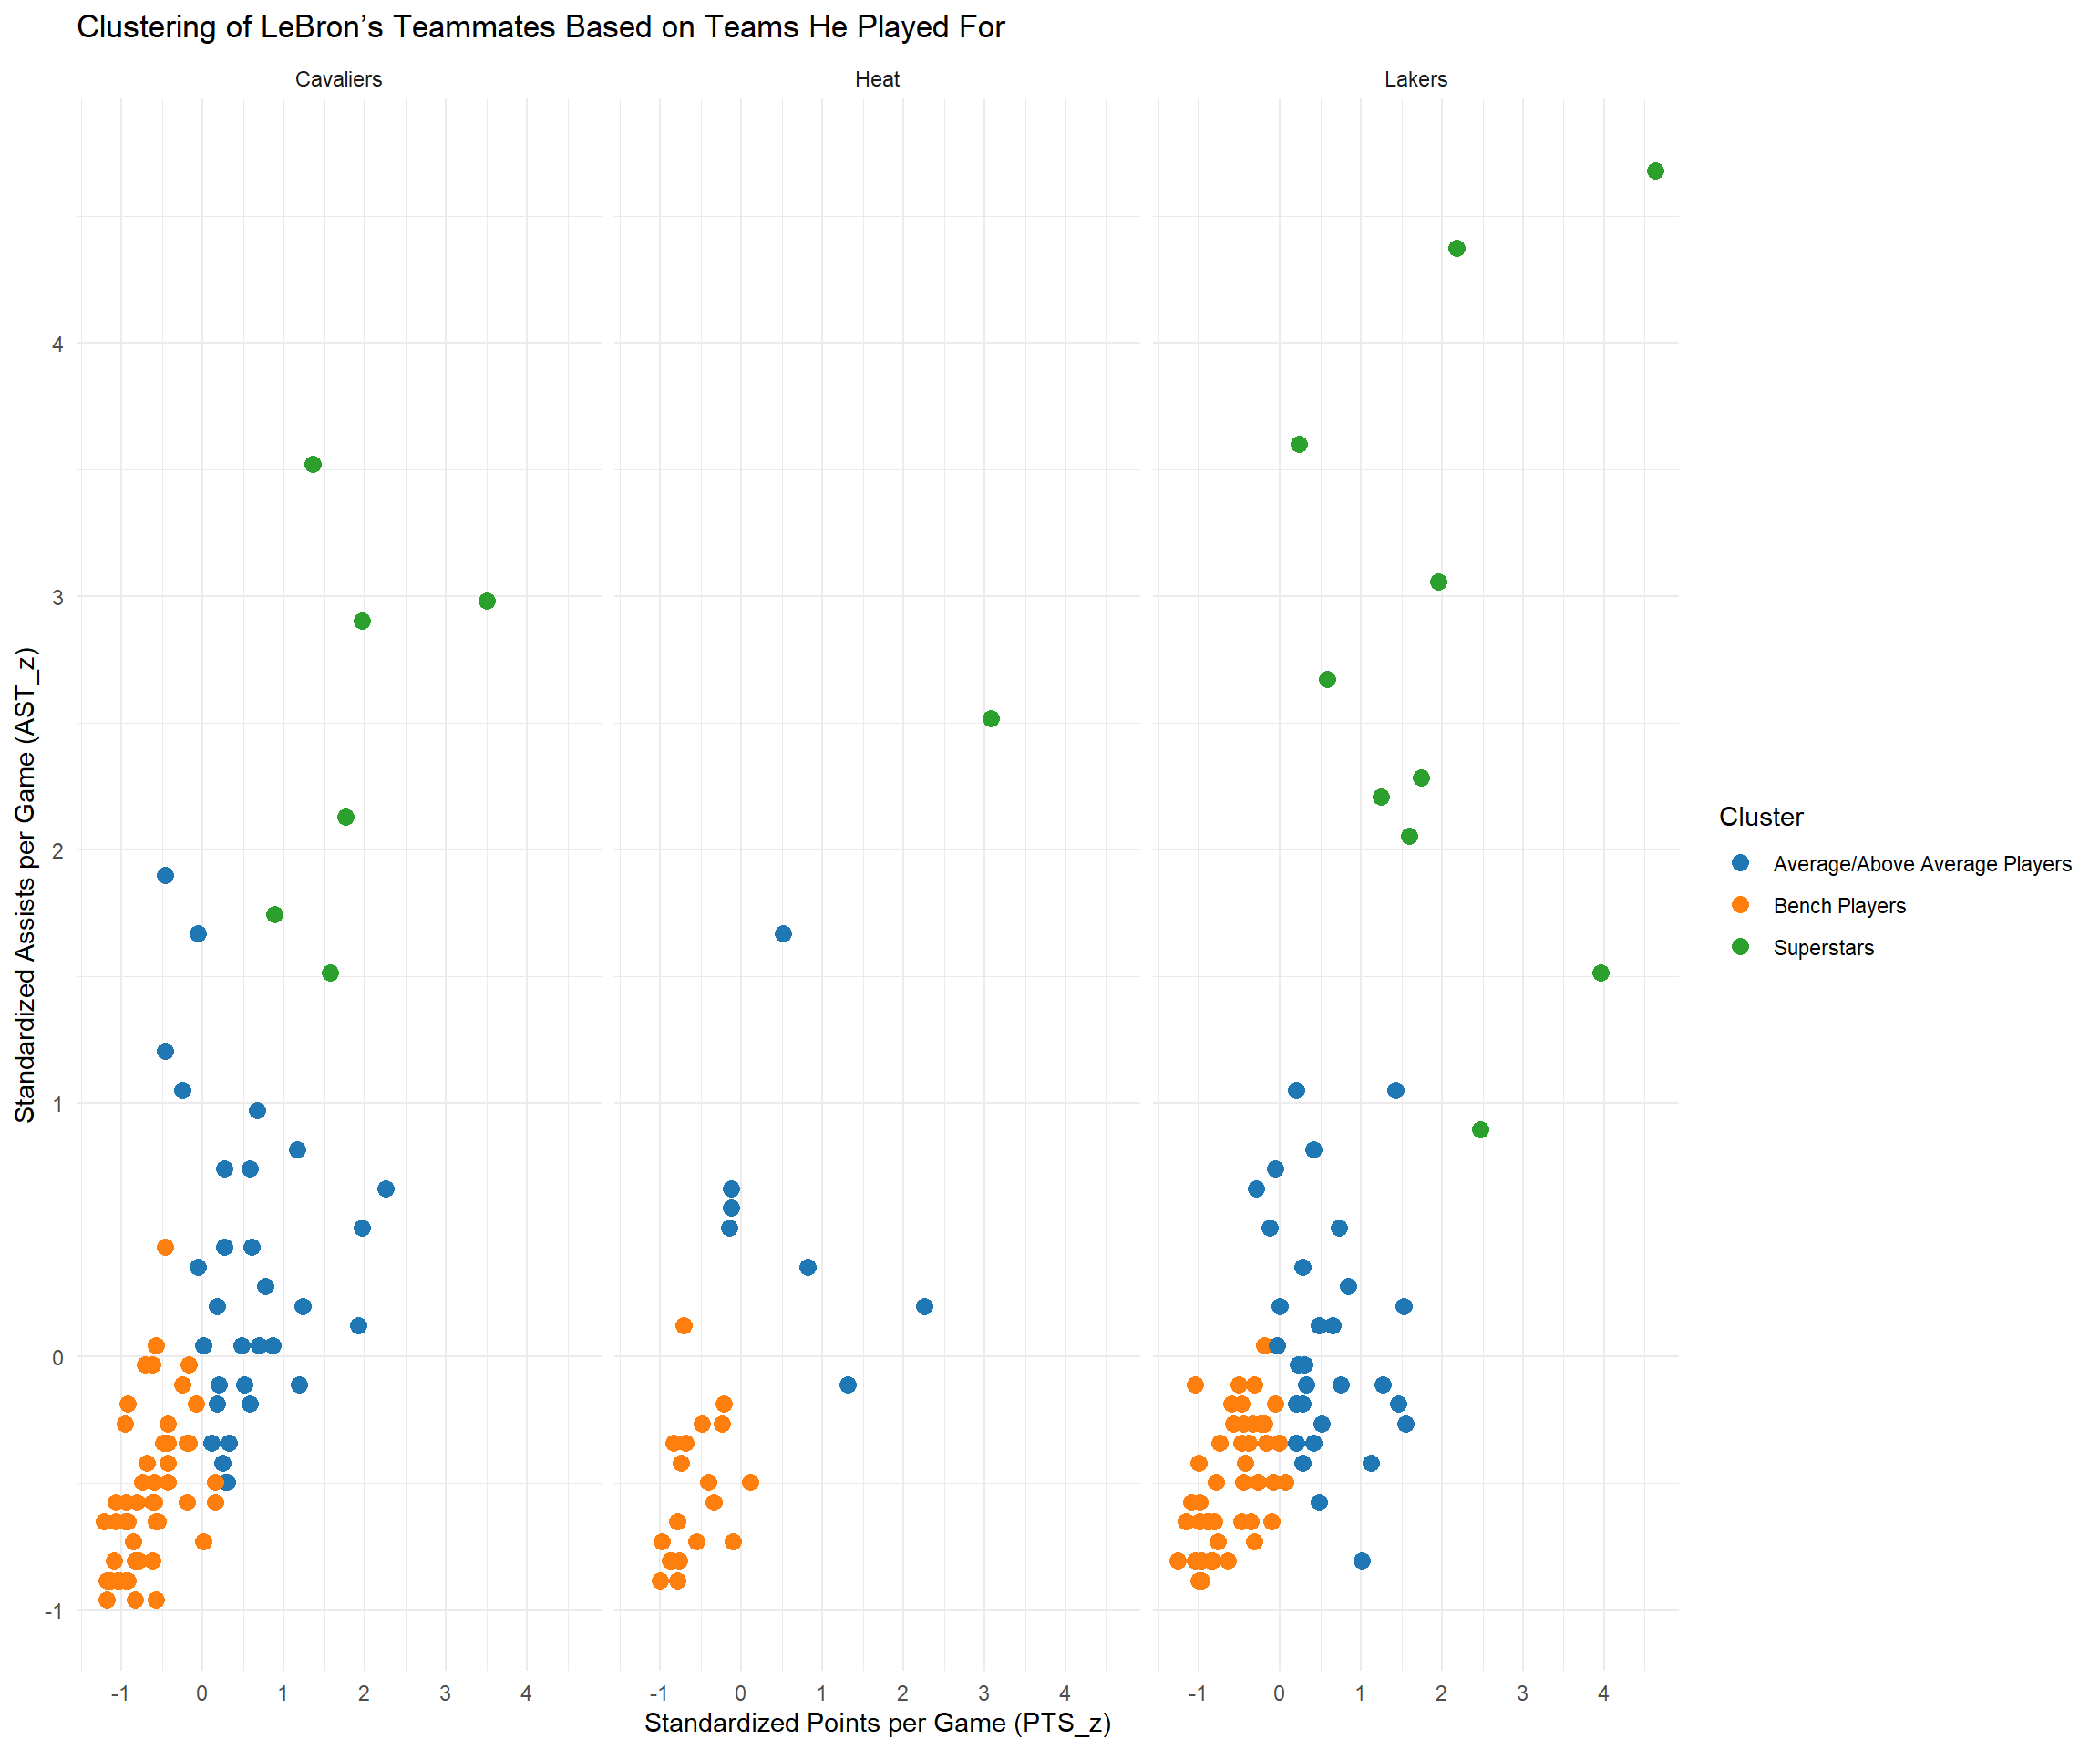 Clustering of LeBron’s Teammates Based on Teams He Played For
Cavaliers
Heat
Lakers
Standardized Assists per Game (AST_z)
4
3
2
1
0
-1
-1 0 1 2 3 4
-1 0 1 2 3 4
-1 0 1 2 3 4
Standardized Points per Game (PTS_z)
Cluster
Average/Above Average Players
Bench Players
Superstars